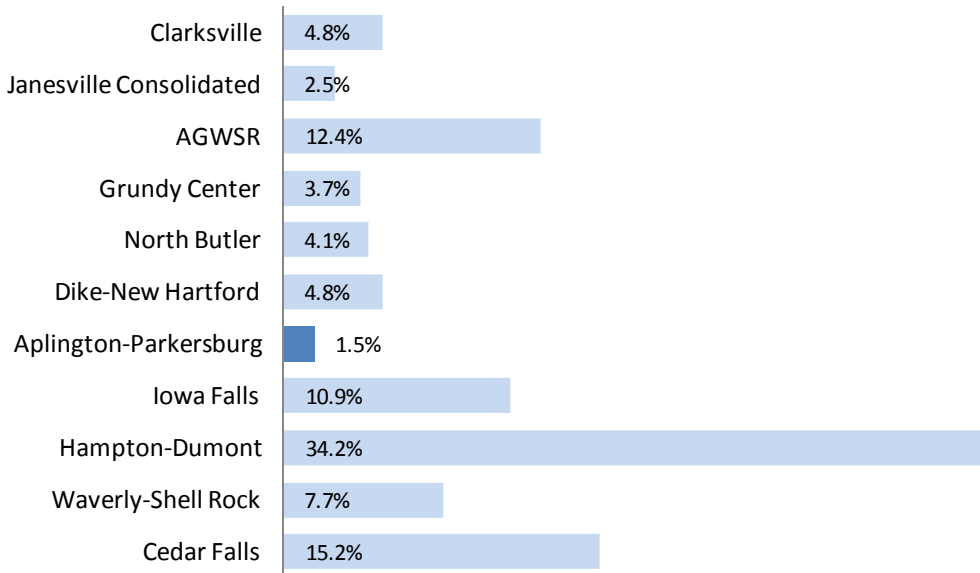 Clarksville 4.8%
Janesville Consolidated 2.5%
AGWSR 12.4%
Grundy Center 3.7%
North Butler 4.1%
Dike-New Hartford 4.8%
Aplington-Parkersburg 1.5%
Iowa Falls 10.9%
Hampton-Dumont 34.2%
Waverly-Shell Rock 7.7%
Cedar Falls 15.2%